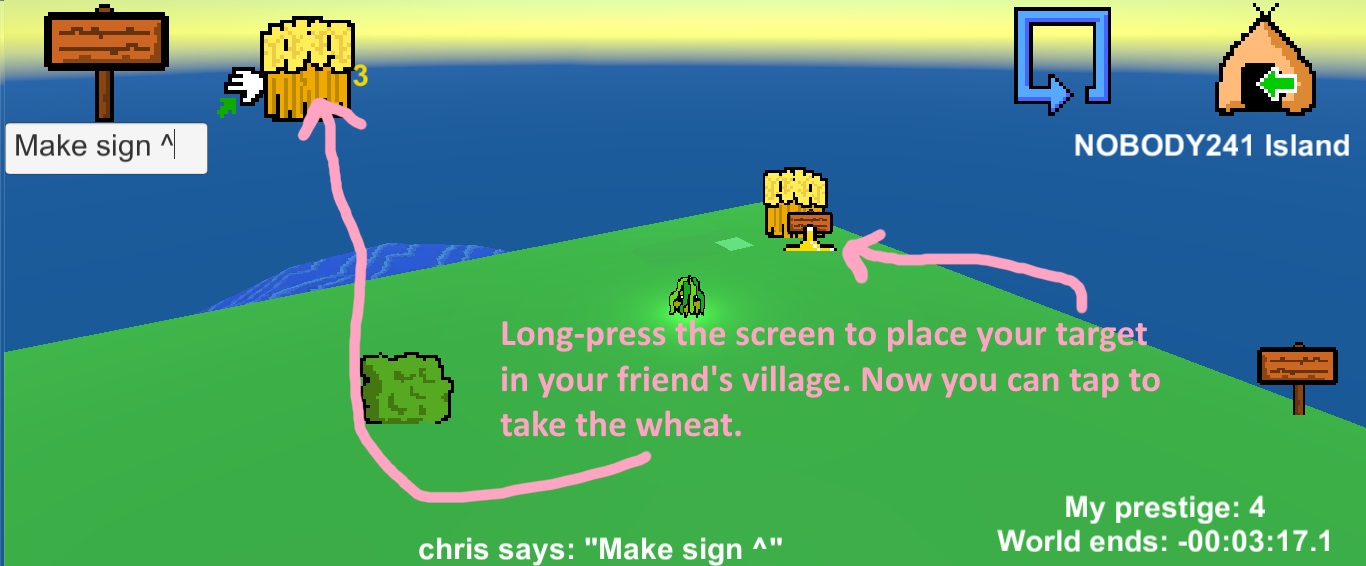 3
Make sign ^
NOBODY241 Island
Long-press the screen to place your target
in your friend's village. Now you can tap to
take the wheat.
My prestige: 4
World ends: -00:03:17.1
chris says: "Make sign ^"